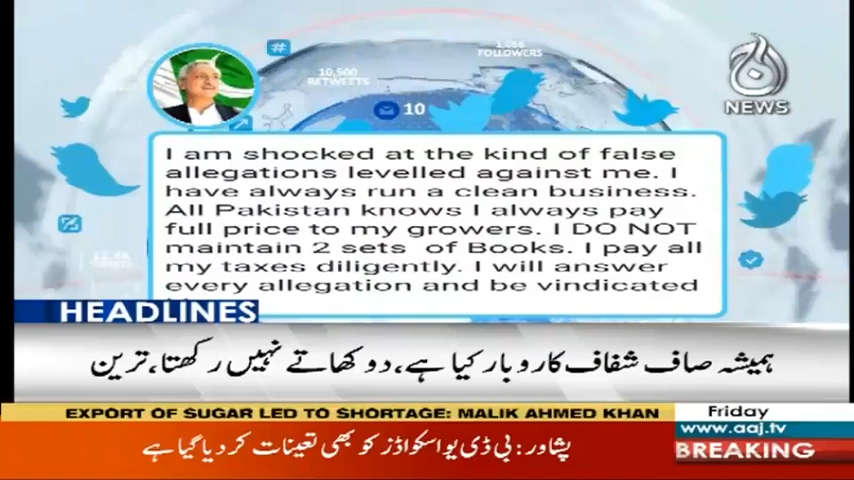 #
10,500
RETWEETS
FOLLOWERS
10
NEWS
I am shocked at the kind of false
allegations levelled against me. I
have always run a clean business.
All Pakistan knows I always pay
full price to my growers. I DO NOT
maintain 2 sets of Books. I pay all
my taxes diligently. I will answer
every allegation and be vindicated
HEADLINES
ہمیشہ صاف شفاف کاروبار کیا ہے، دو کھاتے نہیں رکھتا، ترین
EXPORT OF SUGAR LED TO SHORTAGE: MALIK AHMED KHAN
Friday
www.aaj.tv
BREAKING
پشاور: بی ڈی یو اسکواڈز کو بھی تعینات کر دیا گیا ہے